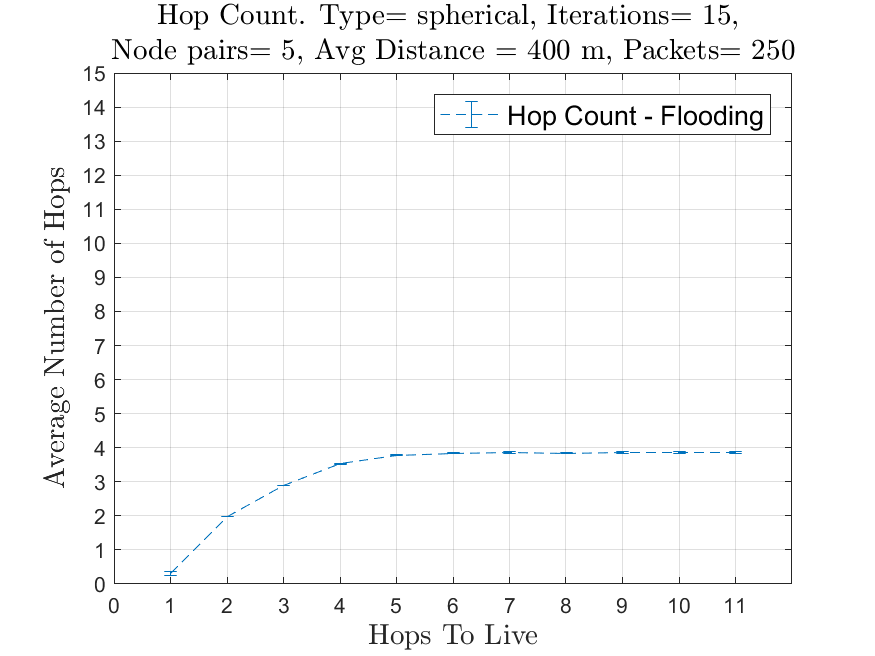 Hop Count. Type= spherical, Iterations= 15,
Node pairs= 5, Avg Distance = 400 m, Packets= 250
Hop Count - Flooding
Average Number of Hops
15
14
13
12
11
10
9
8
7
6
5
4
3
2
1
0
0 1 2 3 4 5 6 7 8 9 10 11
Hops To Live